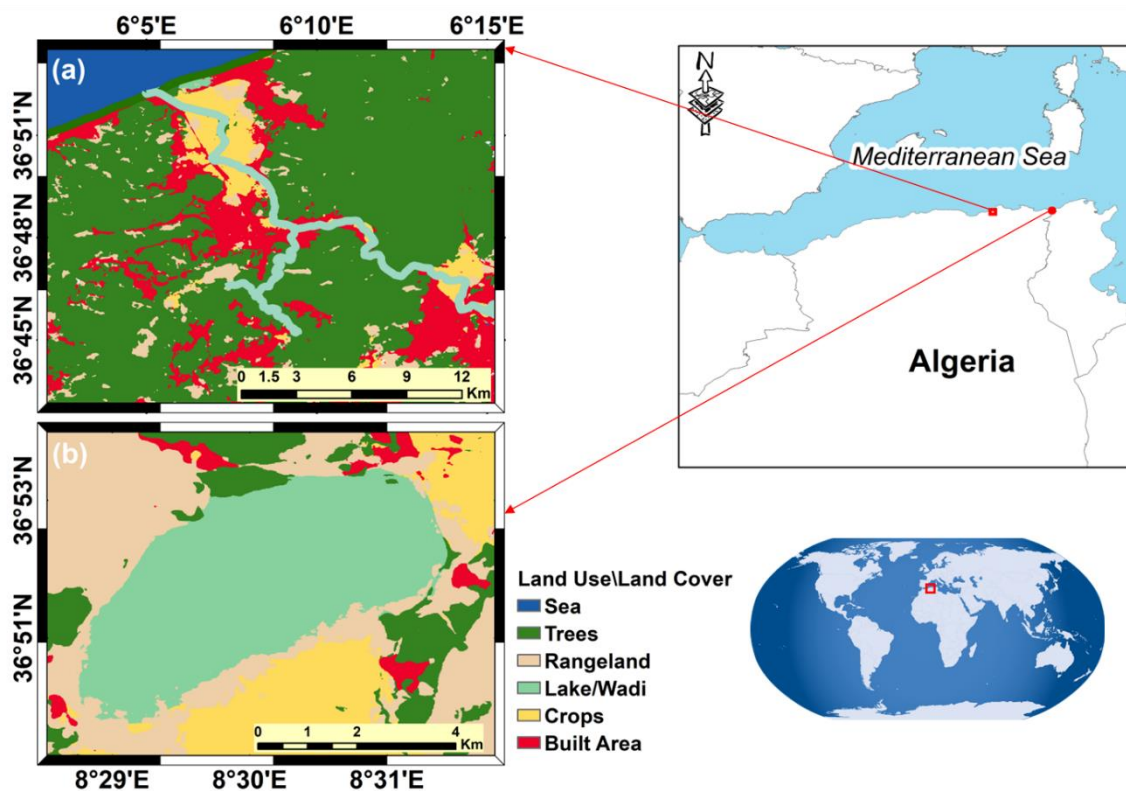 6°5'E 6°10'E 6°15'E
(a)
36°51'N
36°48'N
36°45'N
0 1.5 3 6 9 12
Km
(b)
36°53'N
36°51'N
0 1 2 4
Km
8°29'E 8°30'E 8°31'E
Land Use\Land Cover
Sea
Trees
Rangeland
Lake/Wadi
Crops
Built Area
N
Mediterranean Sea
Algeria